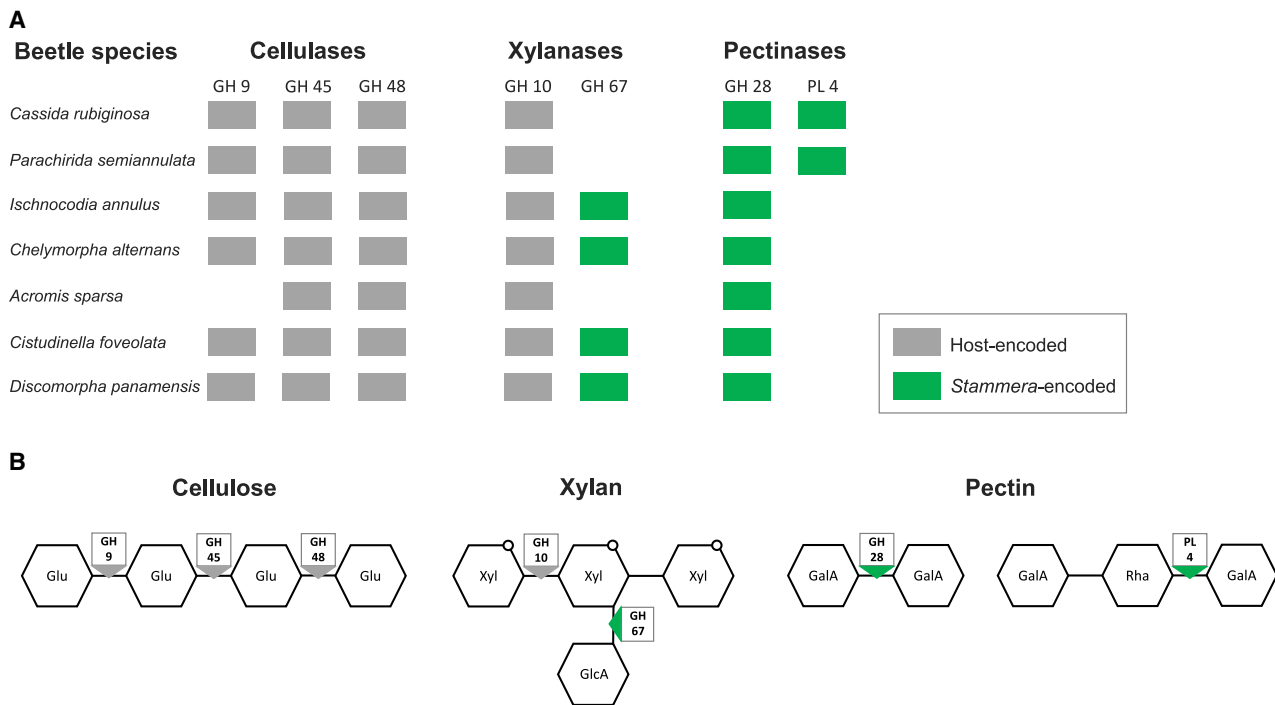 A
Beetle species Cellulases Xylanases Pectinases
GH 9 GH 45 GH 48 GH 10 GH 67 GH 28 PL 4
Cassida rubiginosa
Parachirida semiannulata
Ischnocodia annulus
Chelymorpha alternans
Acromis sparsa
Cistudinella foveolata
Discomorpha panamensis
Host-encoded
Stammera-encoded
B
Cellulose Xylan Pectin
GH 9
GH 45
GH 48
Glu Glu Glu Glu
GH 10
Xyl Xyl Xyl
GH 67
GlcA
GH 28
GalA GalA
PL 4
GalA Rha GalA